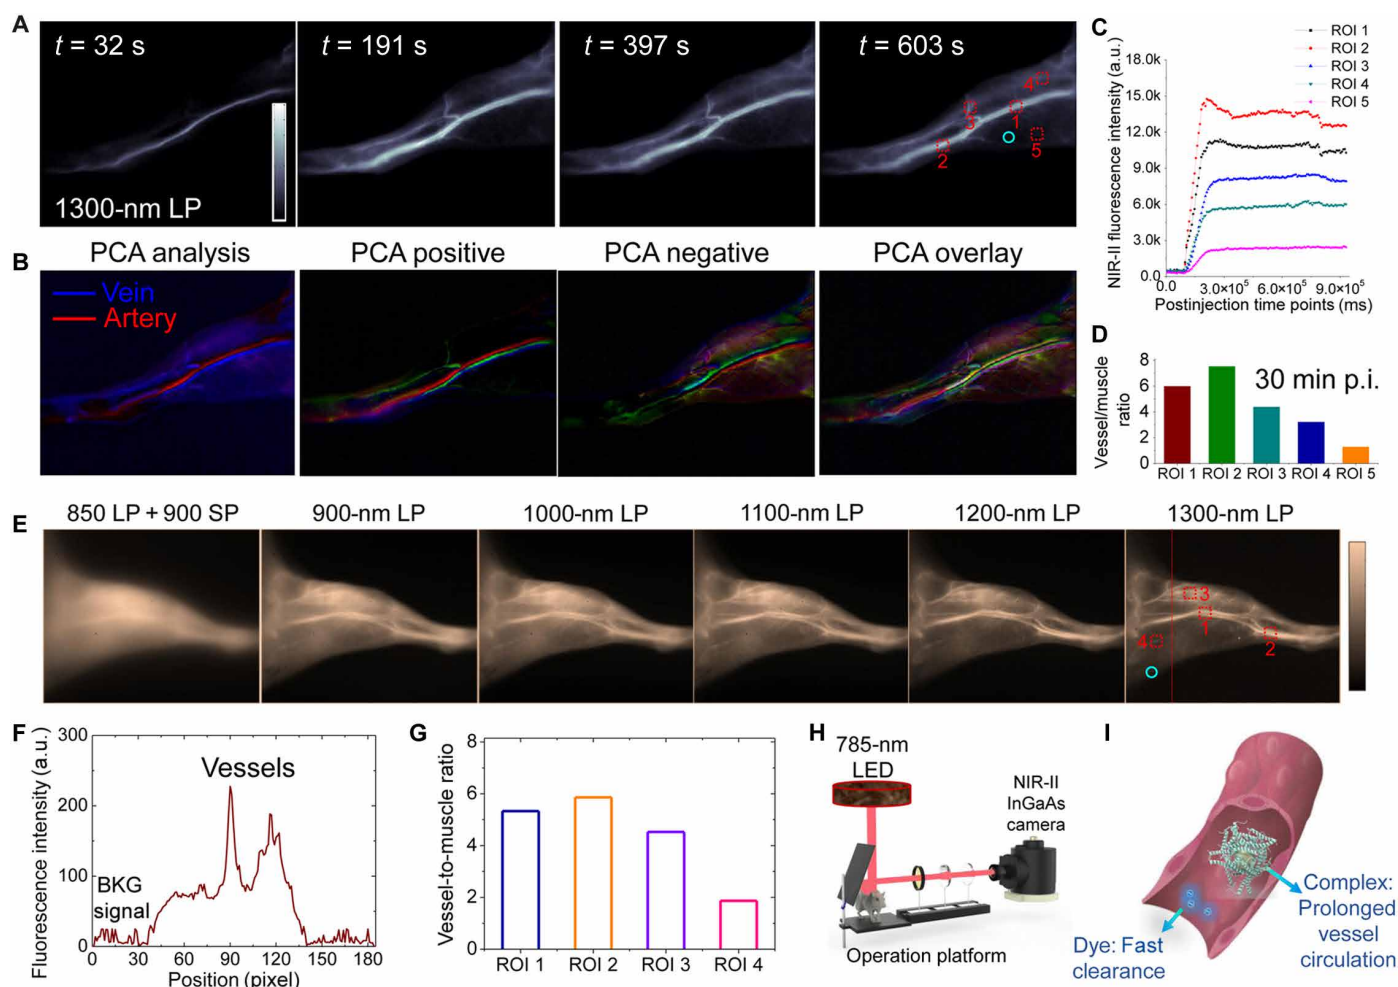 A
t = 32 s
t = 191 s
t = 397 s
t = 603 s
1300-nm LP
4
3
1
2
5
B
PCA analysis
PCA positive
PCA negative
PCA overlay
Vein
Artery
C
ROI 1
ROI 2
ROI 3
ROI 4
ROI 5
NIR-II fluorescence intensity (a.u.)
18.0k
15.0k
12.0k
9.0k
6.0k
3.0k
0.0
0.0
3.0×10⁵
6.0×10⁵
9.0×10⁵
Postinjection time points (ms)
D
Vessel/muscle
ratio
8
6
4
2
0
30 min p.i.
ROI 1
ROI 2
ROI 3
ROI 4
ROI 5
E
850 LP + 900 SP
900-nm LP
1000-nm LP
1100-nm LP
1200-nm LP
1300-nm LP
3
1
4
2
F
Fluorescence intensity (a.u.)
300
200
100
0
Vessels
BKG
signal
0
30
60
90
120
150
180
Position (pixel)
G
Vessel-to-muscle ratio
8
6
4
2
0
ROI 1
ROI 2
ROI 3
ROI 4
H
785-nm
LED
NIR-II
InGaAs
camera
Operation platform
I
Complex:
Prolonged
vessel
circulation
Dye: Fast
clearance